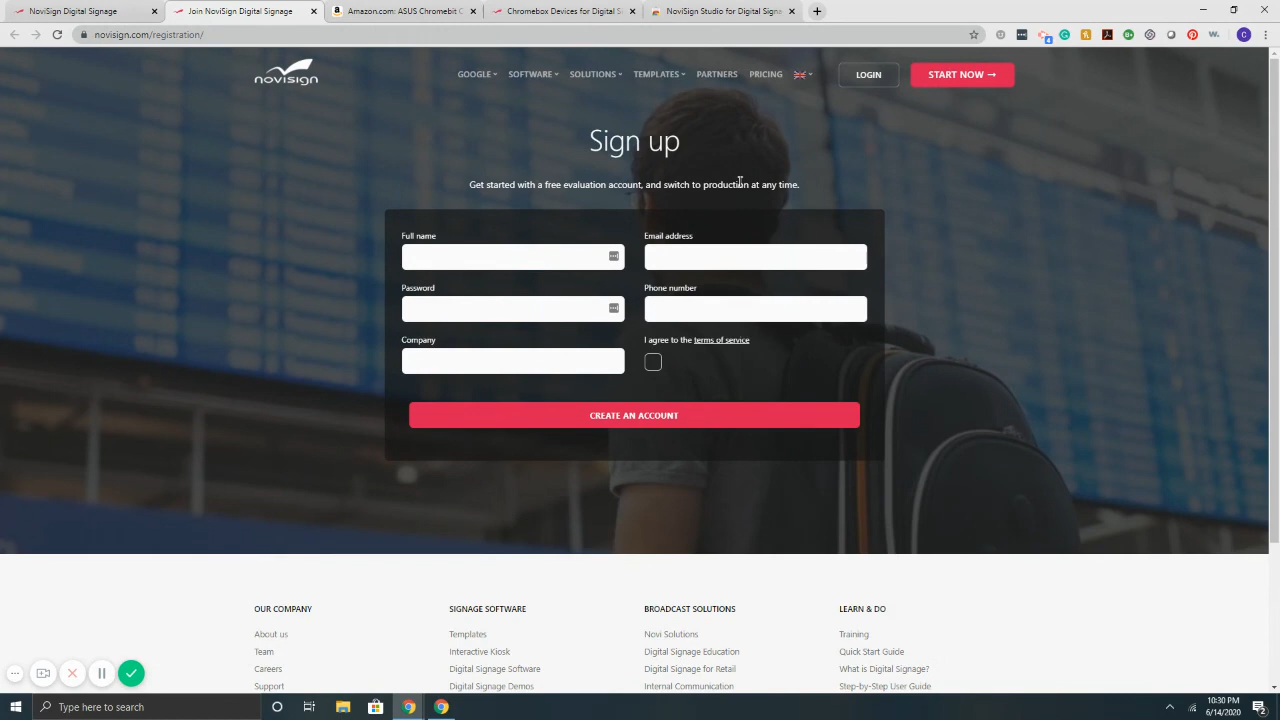 NoviSign Digital Signage
Join NoviSign Digital Signage
Amazon.com: ASUS Chromebit C
Chromebox Devices for Digital S
NoviSign Studio for Digital Signa
novisign.com/registration/
novisign
GOOGLE
SOFTWARE
SOLUTIONS
TEMPLATES
PARTNERS
PRICING
LOGIN
START NOW →
Sign up
Get started with a free evaluation account, and switch to production at any time.
Full name
Email address
Password
Phone number
Company
I agree to the terms of service
CREATE AN ACCOUNT
OUR COMPANY
About us
Team
Careers
Support
SIGNAGE SOFTWARE
Templates
Interactive Kiosk
Digital Signage Software
Digital Signage Demos
BROADCAST SOLUTIONS
Novi Solutions
Digital Signage Education
Digital Signage for Retail
Internal Communication
LEARN & DO
Training
Quick Start Guide
What is Digital Signage?
Step-by-Step User Guide
Type here to search
10:30 PM
6/14/2020